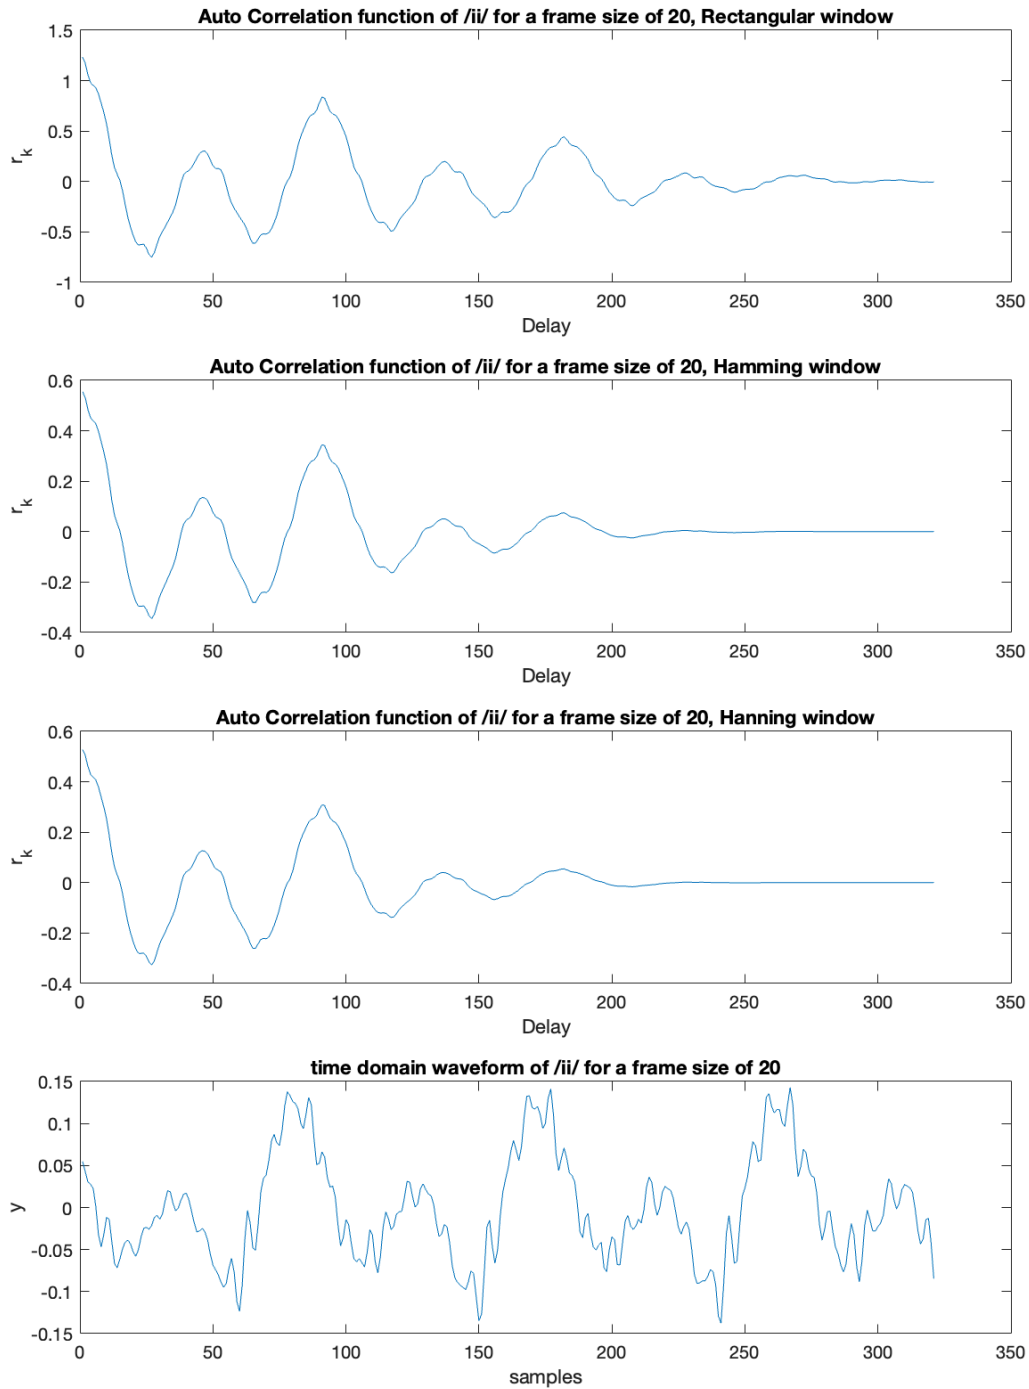 Auto Correlation function of /ii/ for a frame size of 20, Rectangular window
1.5
1
0.5
0
-0.5
-1
r_k
0 50 100 150 200 250 300 350
Delay
Auto Correlation function of /ii/ for a frame size of 20, Hamming window
0.6
0.4
0.2
0
-0.2
-0.4
r_k
0 50 100 150 200 250 300 350
Delay
Auto Correlation function of /ii/ for a frame size of 20, Hanning window
0.6
0.4
0.2
0
-0.2
-0.4
r_k
0 50 100 150 200 250 300 350
Delay
time domain waveform of /ii/ for a frame size of 20
0.15
0.1
0.05
0
-0.05
-0.1
-0.15
y
0 50 100 150 200 250 300 350
samples